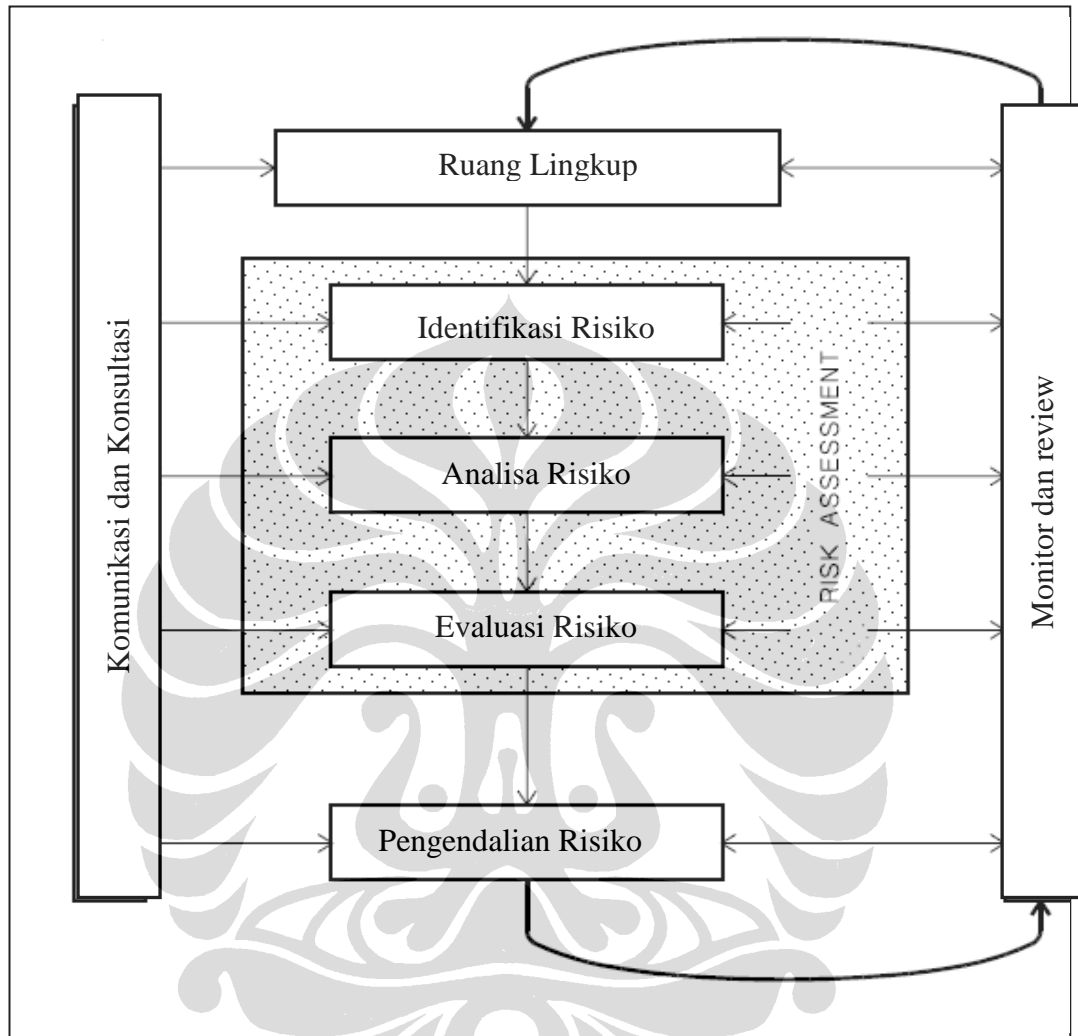 Komunikasi dan Konsultasi
Ruang Lingkup
Identifikasi Risiko
Analisa Risiko
Evaluasi Risiko
RISK ASSESSMENT
Pengendalian Risiko
Monitor dan review